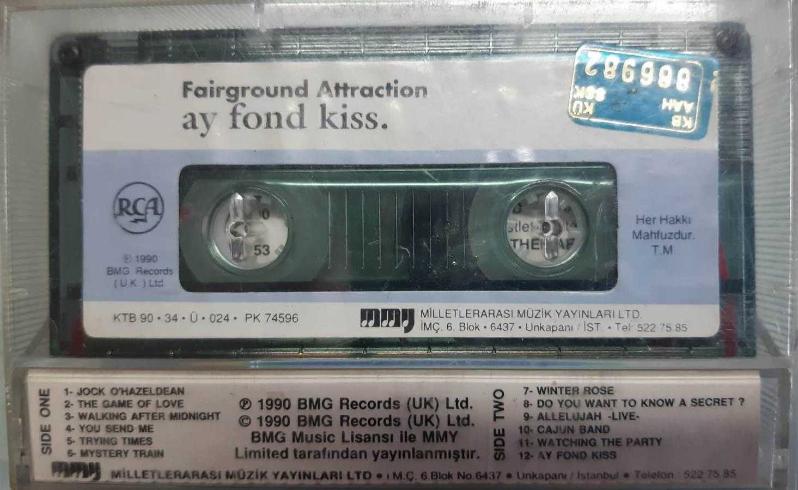 Fairground Attraction
ay fond kiss.
886982
KÜ
SSK
KB
AAH
RCA
53
THE
Her Hakkı
Mahfuzdur.
T.M
℗ 1990
BMG Records
(U.K.) Ltd
KTB 90 • 34 • Ü • 024 • PK 74596
mmy MİLLETLERARASI MÜZİK YAYINLARI LTD.
İMÇ. 6. Blok • 6437 • Unkapanı / İST. • Tel: 522 75 85
SIDE ONE
1- JOCK O'HAZELDEAN
2- THE GAME OF LOVE
3- WALKING AFTER MIDNIGHT
4- YOU SEND ME
5- TRYING TIMES
6- MYSTERY TRAIN
℗ 1990 BMG Records (UK) Ltd.
© 1990 BMG Records (UK) Ltd.
BMG Music Lisansı ile MMY
Limited tarafından yayınlanmıştır.
SIDE TWO
7- WINTER ROSE
8- DO YOU WANT TO KNOW A SECRET ?
9- ALLELUJAH -LIVE-
10- CAJUN BAND
11- WATCHING THE PARTY
12- AY FOND KISS
mmy MİLLETLERARASI MÜZİK YAYINLARI LTD • İ.M.Ç. 6.Blok No.6437 • Unkapanı / İstanbul • Telefon : 522 75 85